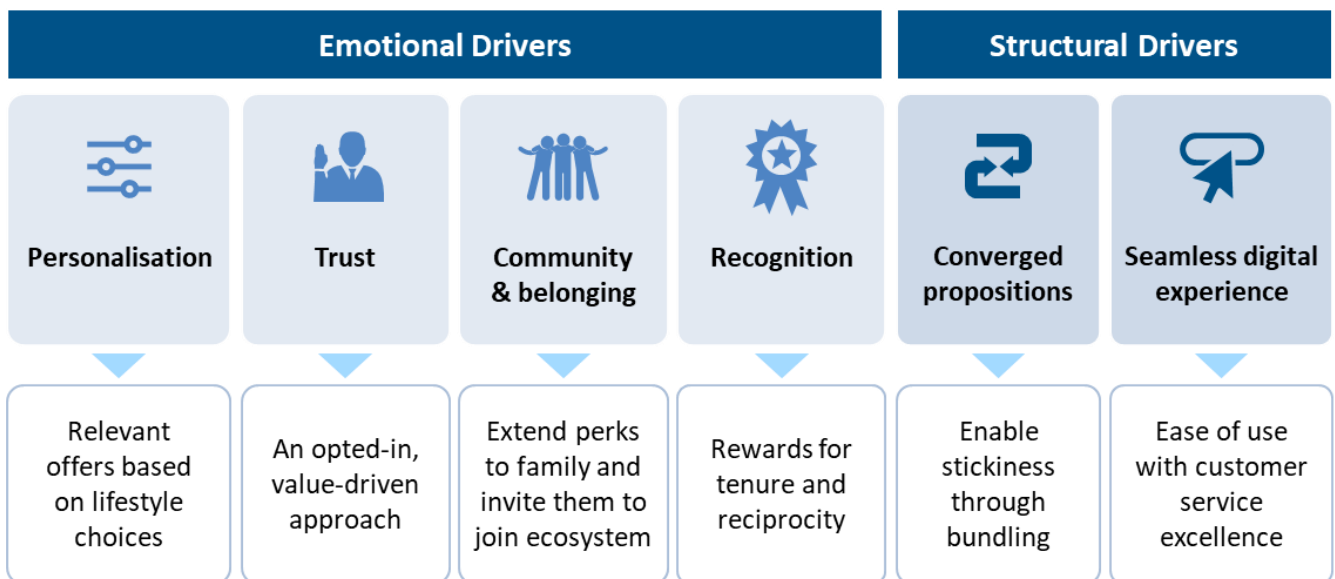 Emotional Drivers
Structural Drivers
Personalisation
Trust
Community
& belonging
Recognition
Converged
propositions
Seamless digital
experience
Relevant
offers based
on lifestyle
choices
An opted-in,
value-driven
approach
Extend perks
to family and
invite them to
join ecosystem
Rewards for
tenure and
reciprocity
Enable
stickiness
through
bundling
Ease of use
with customer
service
excellence